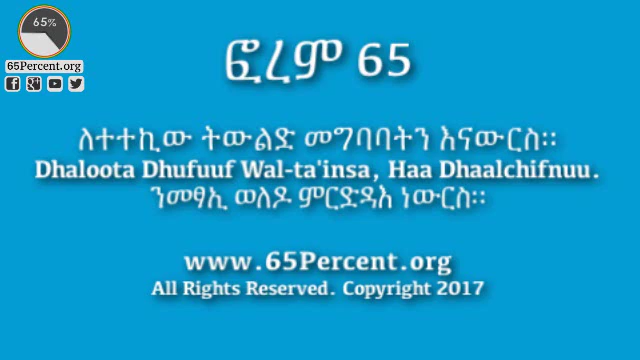 65%
65Percent.org
ፎረም 65
ለተተኪው ትውልድ መግባባትን እናውርስ፡፡
Dhaloota Dhufuuf Wal-ta'insa, Haa Dhaalchifnuu.
ንመፃኢ ወለዶ ምርድዳእ ነውርስ፡፡
www.65Percent.org
All Rights Reserved. Copyright 2017